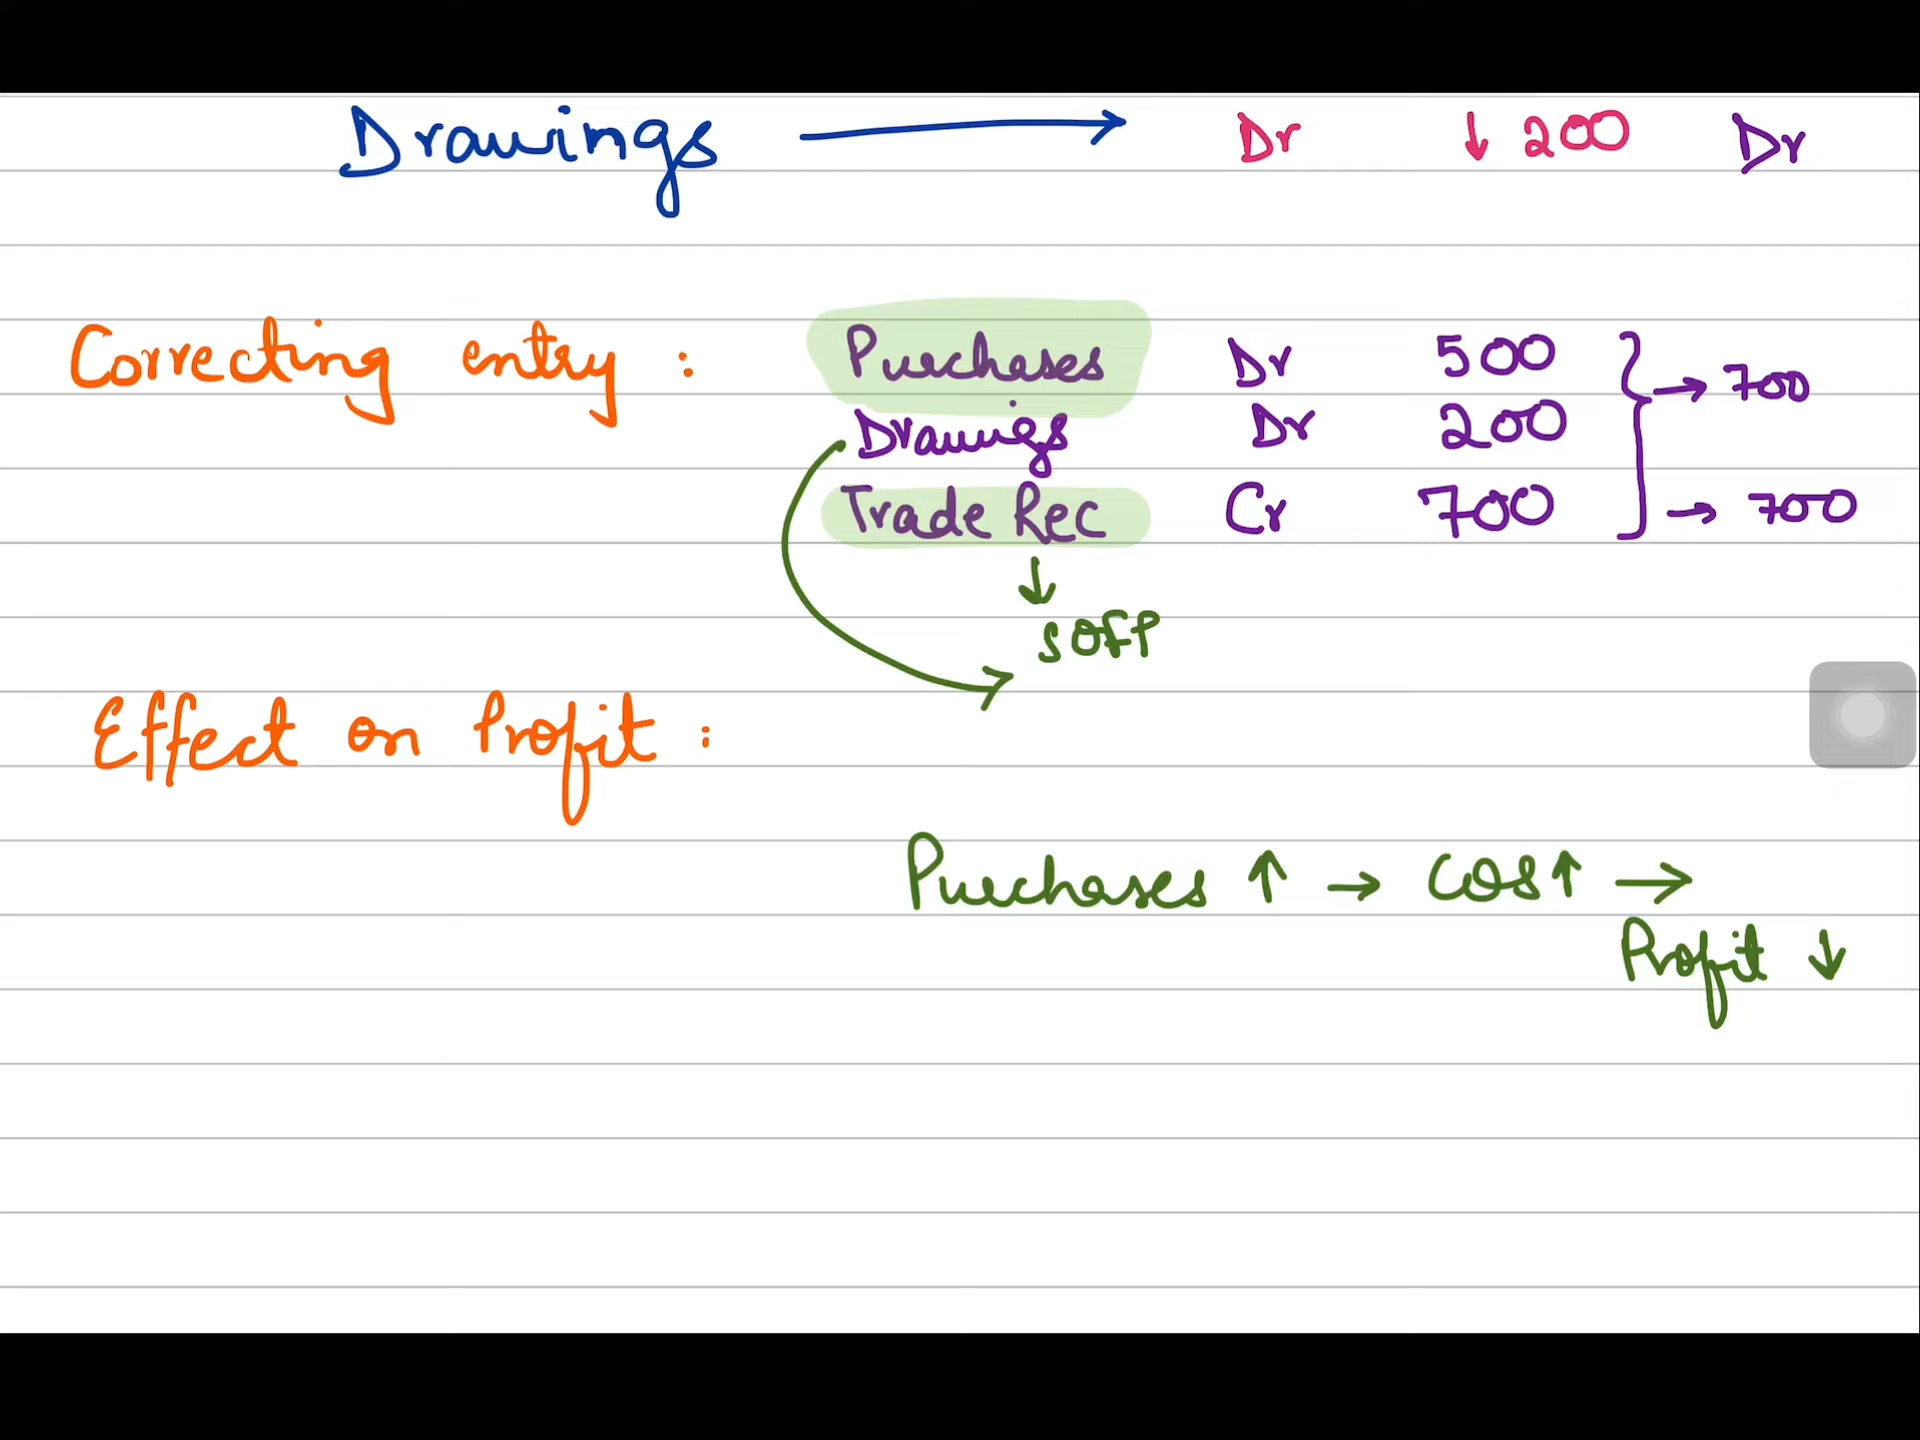 Drawings → Dr ↓ 200 Dr
Correcting entry : Purchases Dr 500 → 700
Drawings Dr 200
Trade Rec Cr 700 → 700
↓
SOFP
Effect on Profit :
Purchases ↑ → COS ↑ →
Profit ↓